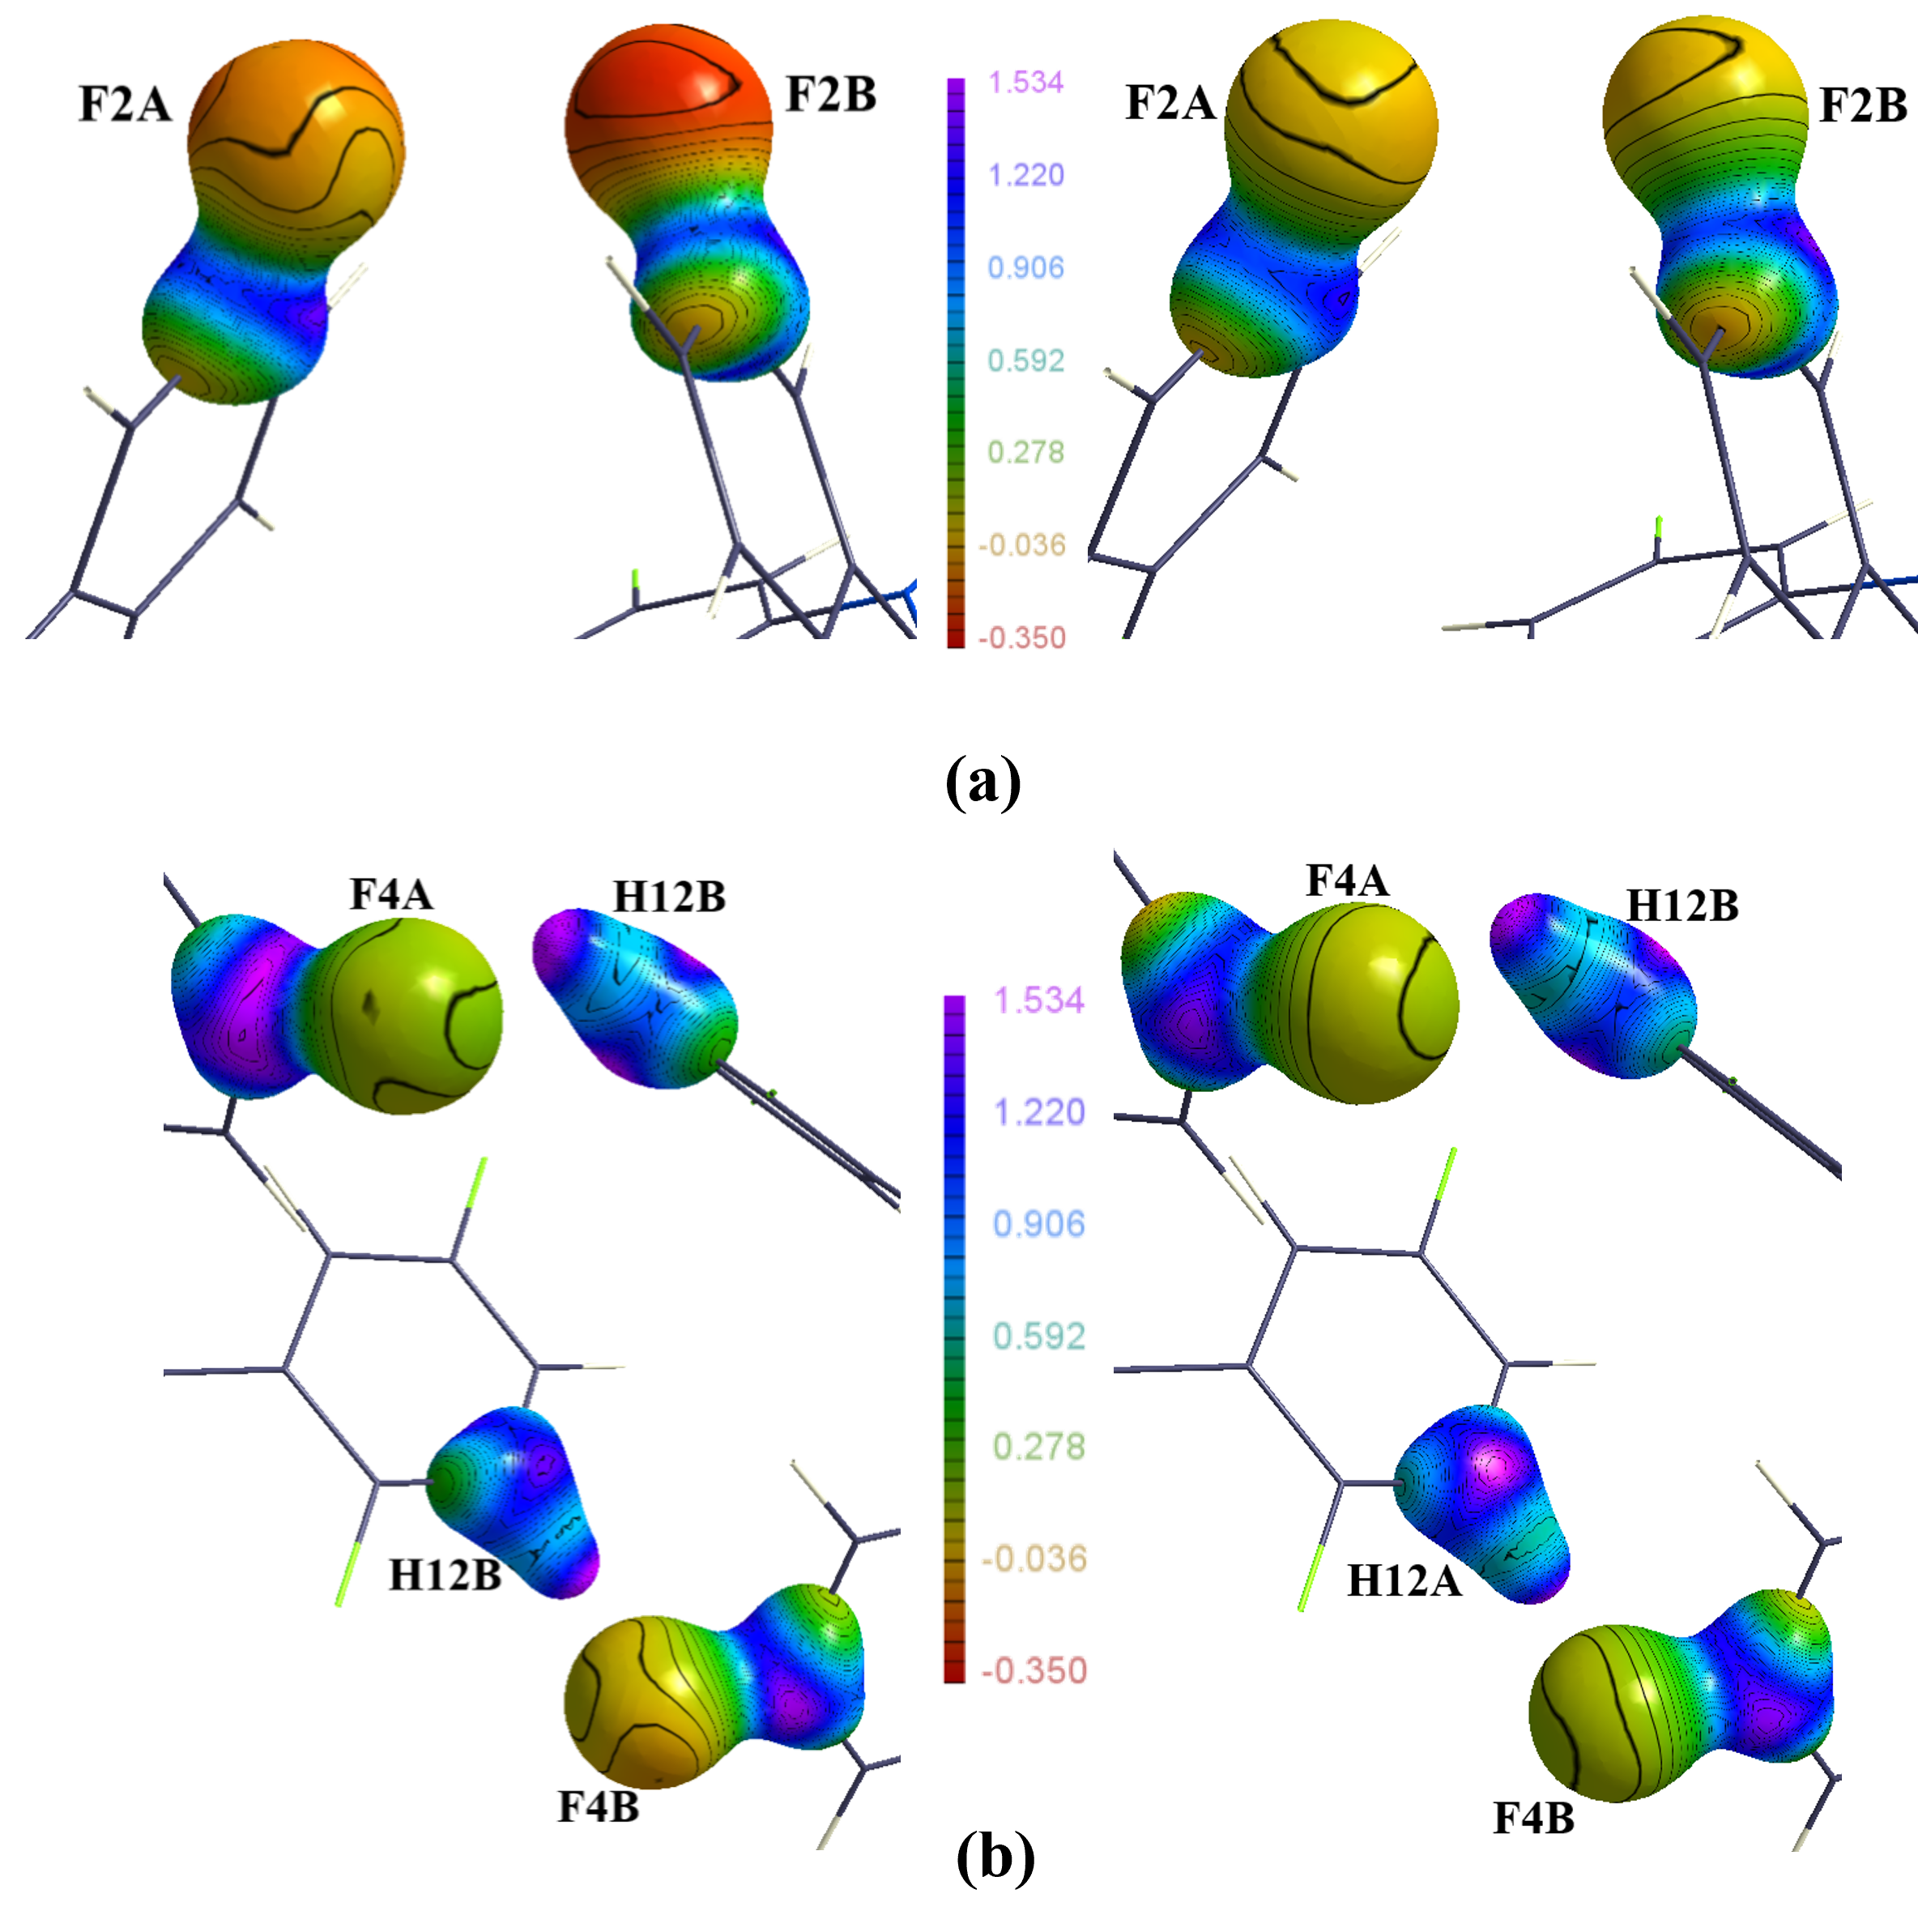 F2A
F2B
1.534
1.220
0.906
0.592
0.278
-0.036
-0.350
F2A
F2B
(a)
F4A
H12B
H12B
F4B
1.534
1.220
0.906
0.592
0.278
-0.036
-0.350
F4A
H12B
H12A
F4B
(b)